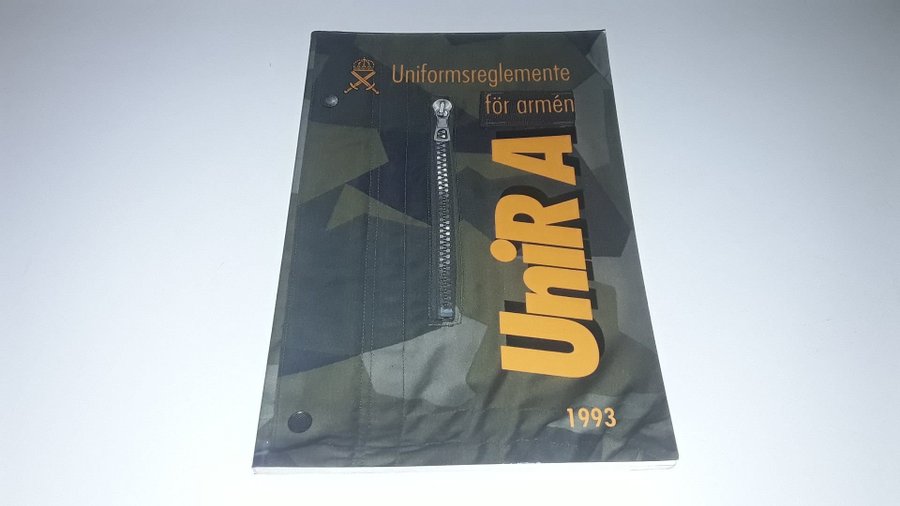 Uniformsreglemente
för armén
UniR A
1993